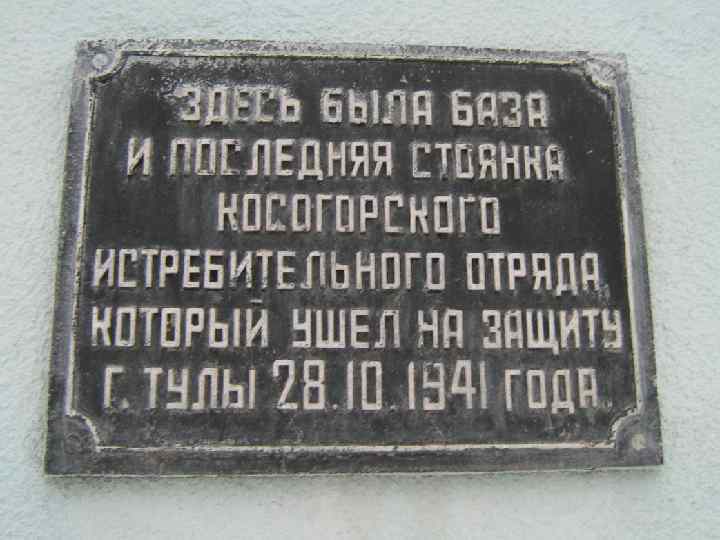 ЗДЕСЬ БЫЛА БАЗА
И ПОСЛЕДНЯЯ СТОЯНКА
КОСОГОРСКОГО
ИСТРЕБИТЕЛЬНОГО ОТРЯДА,
КОТОРЫЙ УШЕЛ НА ЗАЩИТУ
Г. ТУЛЫ 28.10.1941 ГОДА.